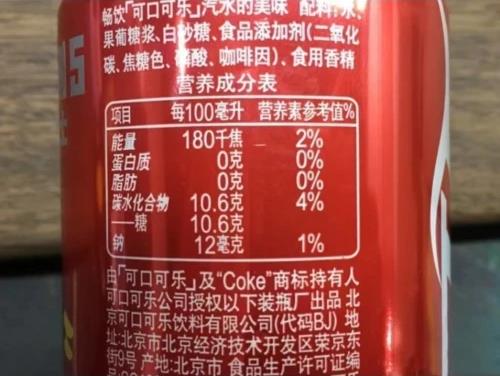 畅饮「可口可乐」汽水的美味 配料:水、
果葡糖浆、白砂糖、食品添加剂(二氧化
碳、焦糖色、磷酸、咖啡因)、食用香精
营养成分表
项目 每100毫升 营养素参考值%
能量 180千焦 2%
蛋白质 0克 0%
脂肪 0克 0%
碳水化合物 10.6克 4%
——糖 10.6克
钠 12毫克 1%
由「可口可乐」及“Coke”商标持有人
可口可乐公司授权以下装瓶厂出品 北
京可口可乐饮料有限公司(代码BJ) 地
址:北京市北京经济技术开发区荣京东
街9号 产地:北京市 食品生产许可证编